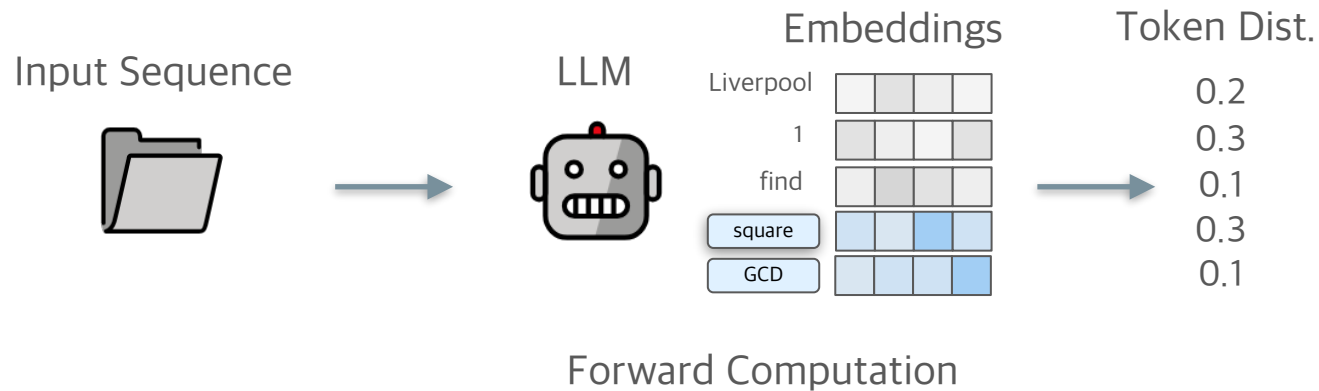 Input Sequence
LLM
Embeddings
Token Dist.
Liverpool
0.2
1
0.3
find
0.1
square
0.3
GCD
0.1
Forward Computation